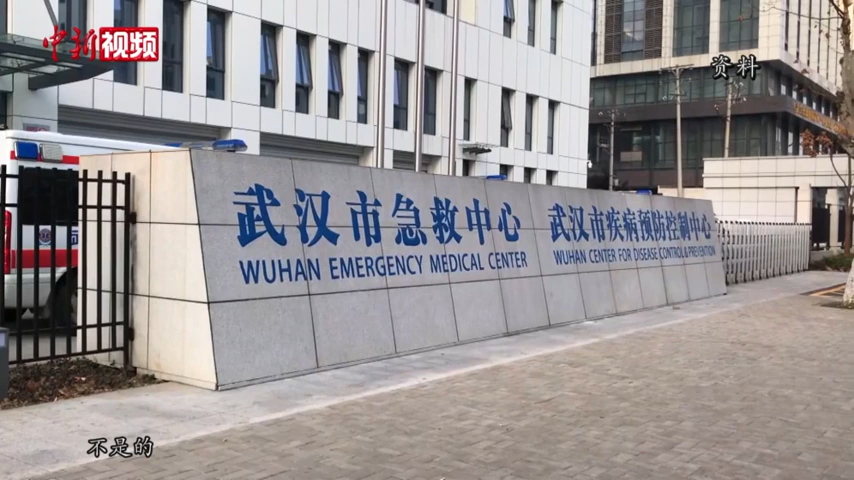 中新视频
资料
武汉市急救中心
WUHAN EMERGENCY MEDICAL CENTER
武汉市疾病预防控制中心
WUHAN CENTER FOR DISEASE CONTROL&PREVENTION
不是的